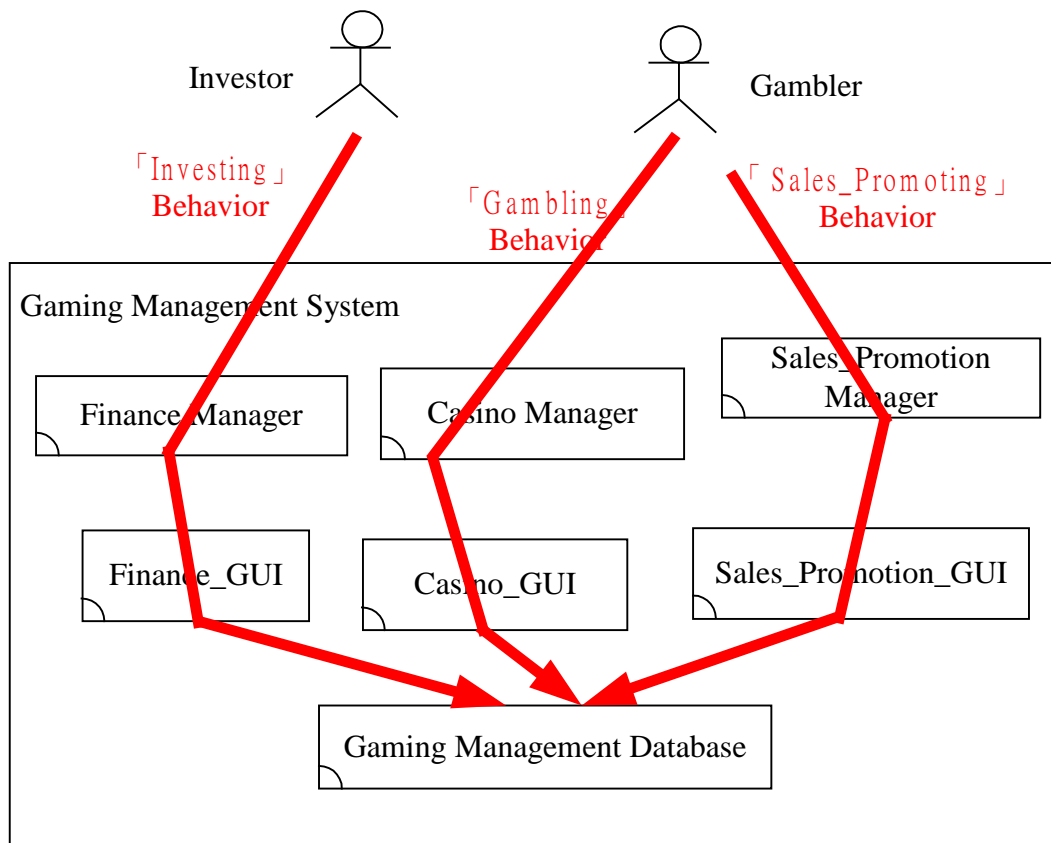 Investor
Gambler
「Investing」
Behavior
「Gambling」
Behavior
「Sales_Promoting」
Behavior
Gaming Management System
Finance Manager
Casino Manager
Sales_Promotion
Manager
Finance_GUI
Casino_GUI
Sales_Promotion_GUI
Gaming Management Database